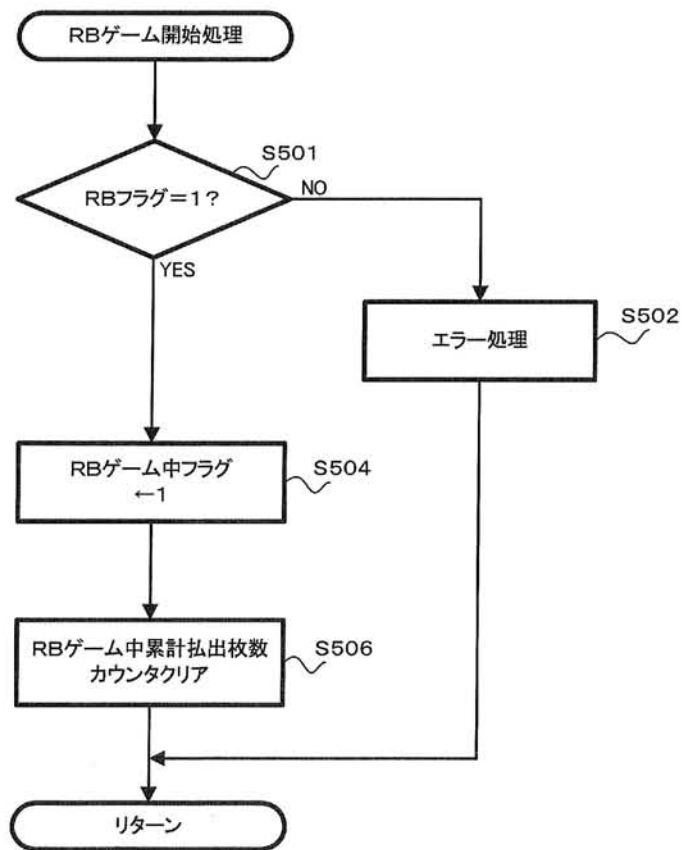 RBゲーム開始処理
S501
RBフラグ=1?
NO
YES
S502
エラー処理
RBゲーム中フラグ
←1
S504
RBゲーム中累計払出枚数
カウンタクリア
S506
リターン